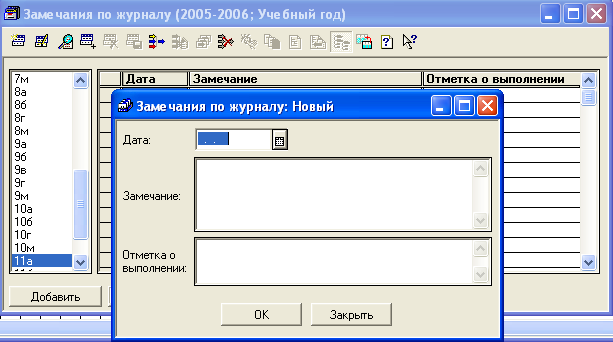 Замечания по журналу (2005-2006; Учебный год)
Дата Замечание Отметка о выполнении
7м
8а
8б
8г
8м
9а
9б
9в
9г
9м
10а
10б
10г
10м
11а
Замечания по журналу: Новый
Дата: . .
Замечание:
Отметка о
выполнении:
OK Закрыть
Добавить